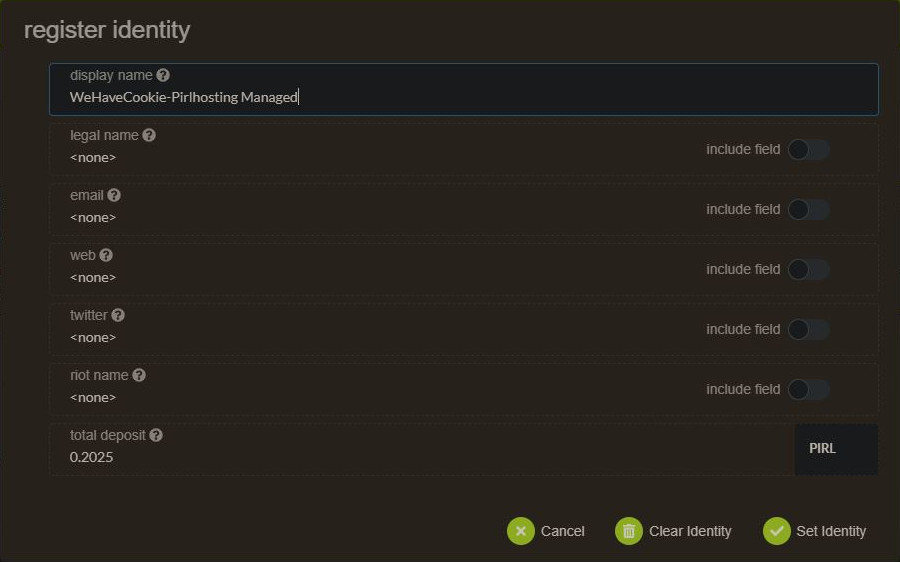 register identity
display name
WeHaveCookie-Pirlhosting Managed
legal name
<none> include field
email
<none> include field
web
<none> include field
twitter
<none> include field
riot name
<none> include field
total deposit
0.2025 PIRL
Cancel Clear Identity Set Identity